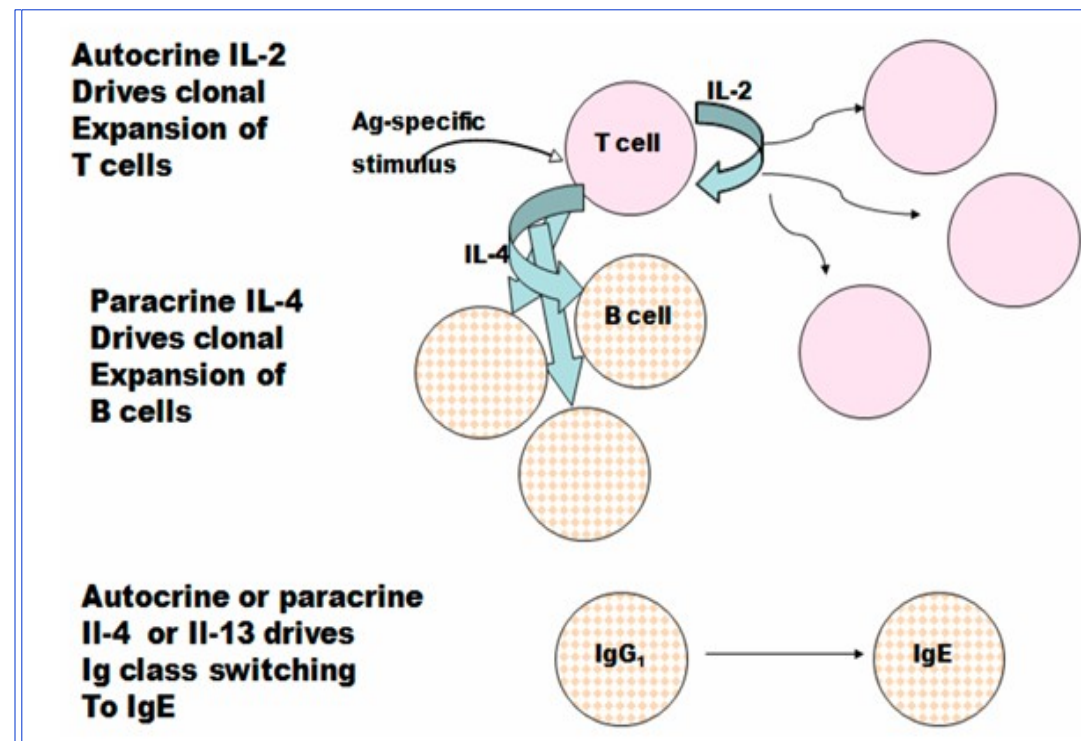 Autocrine IL-2
Drives clonal
Expansion of
T cells
Ag-specific
stimulus
T cell
IL-2
IL-4
B cell
Paracrine IL-4
Drives clonal
Expansion of
B cells
Autocrine or paracrine
Il-4 or Il-13 drives
Ig class switching
To IgE
IgG₁
IgE